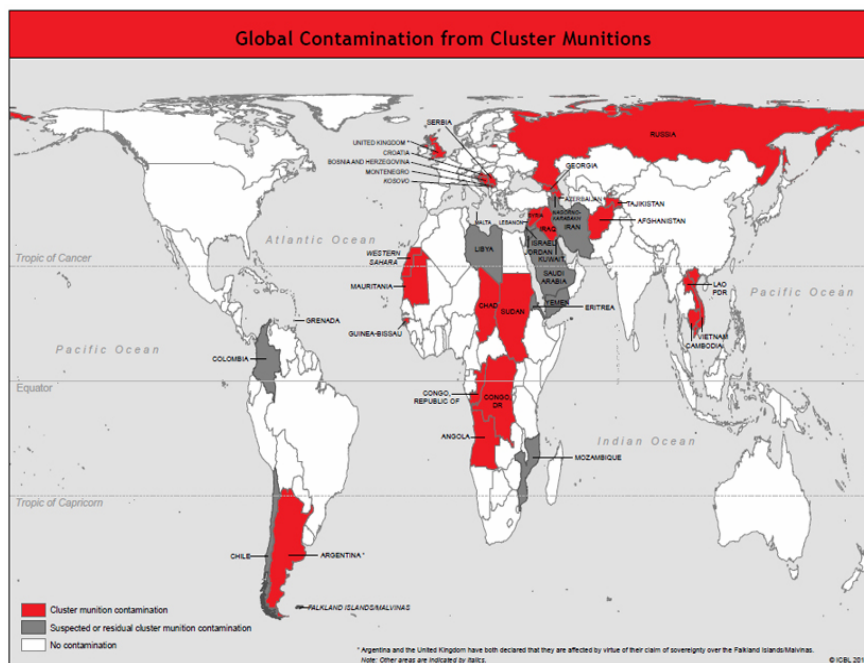 Global Contamination from Cluster Munitions
SERBIA
UNITED KINGDOM
CROATIA
BOSNIA AND HERZEGOVINA
MONTENEGRO
KOSOVO
RUSSIA
GEORGIA
AZERBAIJAN
TAJIKISTAN
NAGORNO-
KARABAKH
AFGHANISTAN
MALTA
LEBANON
SYRIA
IRAQ
IRAN
ISRAEL
JORDAN
KUWAIT
LIBYA
SAUDI
ARABIA
YEMEN
ERITREA
Atlantic Ocean
Tropic of Cancer
WESTERN
SAHARA
MAURITANIA
CHAD
SUDAN
LAO
PDR
Pacific Ocean
GRENADA
GUINEA-BISSAU
VIETNAM
CAMBODIA
Pacific Ocean
COLOMBIA
Equator
CONGO,
REPUBLIC OF
CONGO,
DR
ANGOLA
Indian Ocean
MOZAMBIQUE
Tropic of Capricorn
CHILE
ARGENTINA *
FALKLAND ISLANDS/MALVINAS
Cluster munition contamination
Suspected or residual cluster munition contamination
No contamination
* Argentina and the United Kingdom have both declared that they are affected by virtue of their claim of sovereignty over the Falkland Islands/Malvinas.
Note: Other areas are indicated by italics.
© ICBL